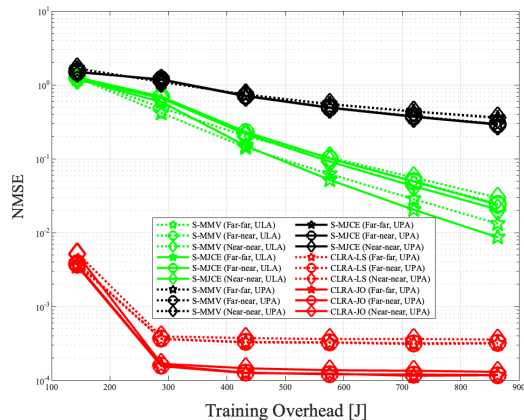 10^1
10^0
10^-1
10^-2
10^-3
10^-4
NMSE
S-MMV (Far-far, ULA)
S-MMV (Far-near, ULA)
S-MMV (Near-near, ULA)
S-MJCE (Far-far, ULA)
S-MJCE (Far-near, ULA)
S-MJCE (Near-near, ULA)
S-MMV (Far-far, UPA)
S-MMV (Far-near, UPA)
S-MMV (Near-near, UPA)
S-MJCE (Far-far, UPA)
S-MJCE (Far-near, UPA)
S-MJCE (Near-near, UPA)
CLRA-LS (Far-far, UPA)
CLRA-LS (Far-near, UPA)
CLRA-LS (Near-near, UPA)
CLRA-JO (Far-far, UPA)
CLRA-JO (Far-near, UPA)
CLRA-JO (Near-near, UPA)
100 200 300 400 500 600 700 800 900
Training Overhead [J]